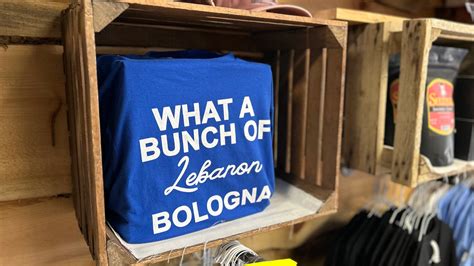 WHAT A
BUNCH OF
Lebanon
BOLOGNA